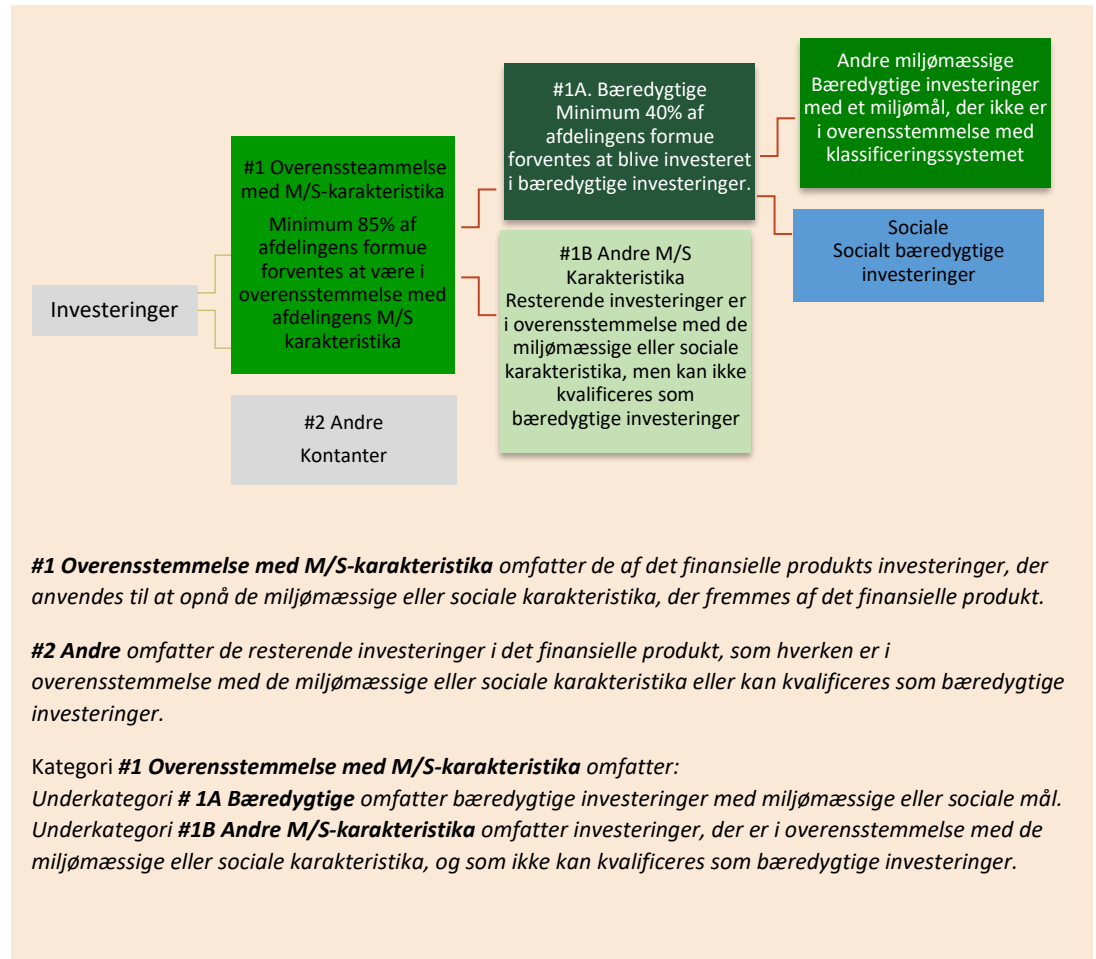 Investeringer
#1 Overenssteammelse
med M/S-karakteristika
Minimum 85% af
afdelingens formue
forventes at være i
overensstemmelse med
afdelingens M/S
karakteristika
#2 Andre
Kontanter
#1A. Bæredygtige
Minimum 40% af
afdelingens formue
forventes at blive investeret
i bæredygtige investeringer.
#1B Andre M/S
Karakteristika
Resterende investeringer er
i overensstemmelse med de
miljømæssige eller sociale
karakteristika, men kan ikke
kvalificeres som
bæredygtige investeringer
Andre miljømæssige
Bæredygtige investeringer
med et miljømål, der ikke er
i overensstemmelse med
klassificeringssystemet
Sociale
Socialt bæredygtige
investeringer
#1 Overensstemmelse med M/S-karakteristika omfatter de af det finansielle produkts investeringer, der
anvendes til at opnå de miljømæssige eller sociale karakteristika, der fremmes af det finansielle produkt.
#2 Andre omfatter de resterende investeringer i det finansielle produkt, som hverken er i
overensstemmelse med de miljømæssige eller sociale karakteristika eller kan kvalificeres som bæredygtige
investeringer.
Kategori #1 Overensstemmelse med M/S-karakteristika omfatter:
Underkategori # 1A Bæredygtige omfatter bæredygtige investeringer med miljømæssige eller sociale mål.
Underkategori #1B Andre M/S-karakteristika omfatter investeringer, der er i overensstemmelse med de
miljømæssige eller sociale karakteristika, og som ikke kan kvalificeres som bæredygtige investeringer.